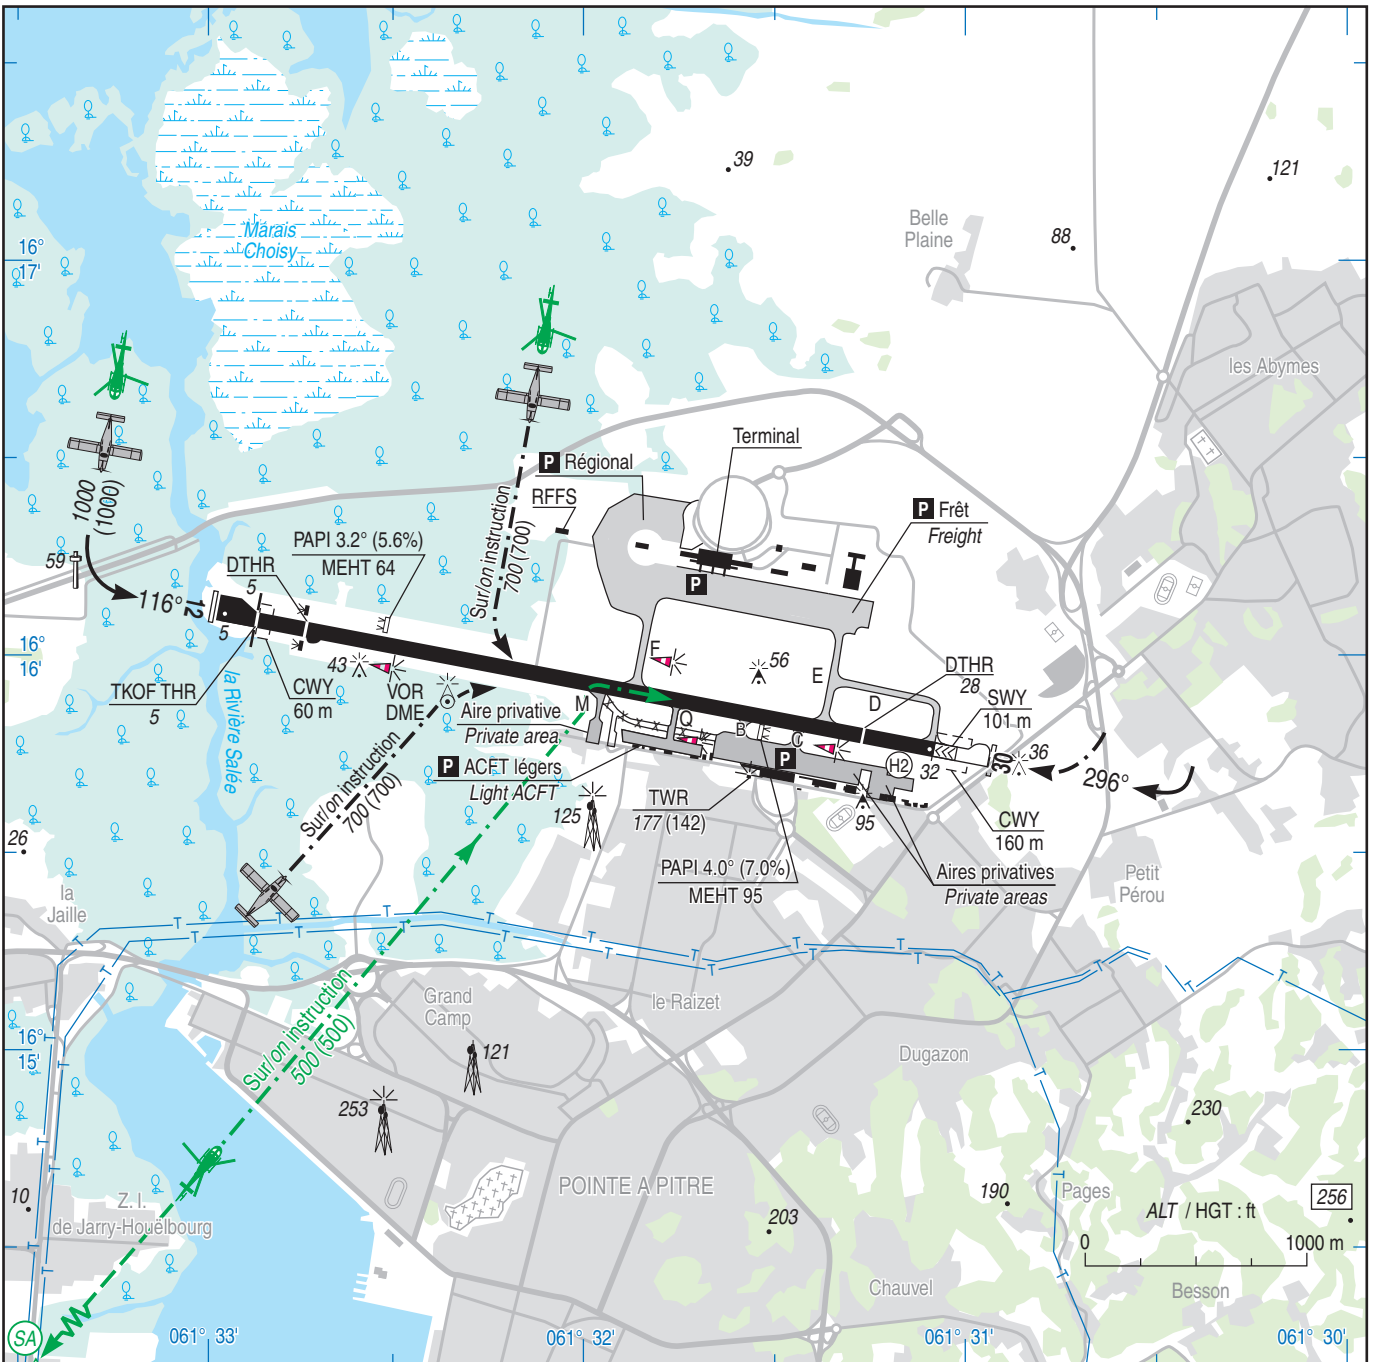 39
121
Belle
Plaine
88
Marais
Choisy
16°
17'
les Abymes
Terminal
P Régional
RFFS
P Frêt
Freight
1000
(1000)
Sur/on instruction
700 (700)
PAPI 3.2° (5.6%)
MEHT 64
59
DTHR
5
P
116°
12
5
16°
16'
43
F
56
E
DTHR
28
D
SWY
101 m
TKOF THR
5
CWY
60 m
VOR
DME
Aire privative
Private area
M
Q
B
C
P
H2
32
30
36
296°
la Rivière Salée
Sur/on instruction
700 (700)
P ACFT légers
Light ACFT
125
TWR
177 (142)
95
CWY
160 m
26
PAPI 4.0° (7.0%)
MEHT 95
Aires privatives
Private areas
Petit
Pérou
la
Jaille
T T T T T T T T T T T T T T T T T T T T T T T
Grand
Camp
le Raizet
Sur/on instruction
500 (500)
16°
15'
121
Dugazon
253
230
10
Z. I.
de Jarry-Houëlbourg
POINTE A PITRE
190
Pages
256
203
ALT / HGT : ft
0
1000 m
Chauvel
Besson
SA
061° 33'
061° 32'
061° 31'
061° 30'